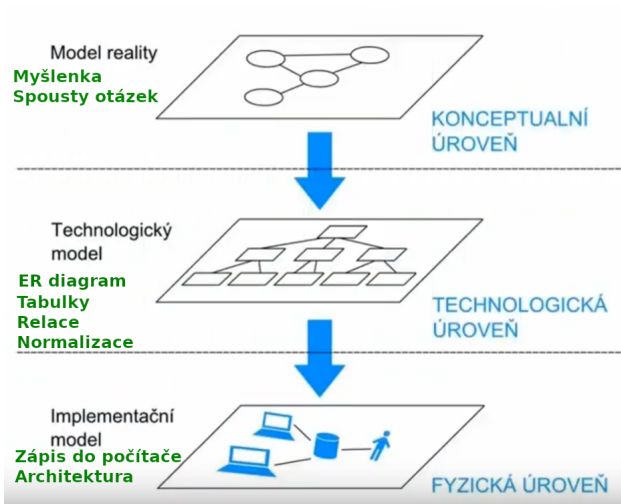 Model reality
Myšlenka
Spousty otázek
KONCEPTUALNÍ
ÚROVEŇ
Technologický
model
ER diagram
Tabulky
Relace
Normalizace
TECHNOLOGICKÁ
ÚROVEŇ
Implementační
model
Zápis do počítače
Architektura
FYZICKÁ ÚROVEŇ